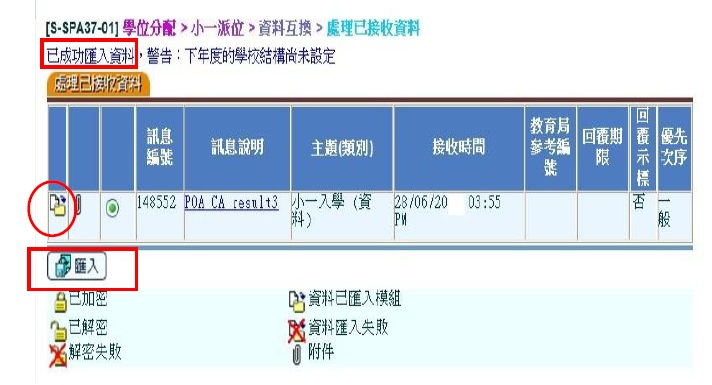 [S-SPA37-01] 學位分配 > 小一派位 > 資料互換 > 處理已接收資料
已成功匯入資料，警告：下年度的學校結構尚未設定
處理已接收資料
訊息編號 訊息說明 主題(類別) 接收時間 教育局參考編號 回覆期限 回覆示標 優先次序
148552 POA CA result3 小一入學 (資料) 28/06/20 03:55 PM 否 一般
匯入
已加密 資料已匯入模組
已解密 資料匯入失敗
解密失敗 附件